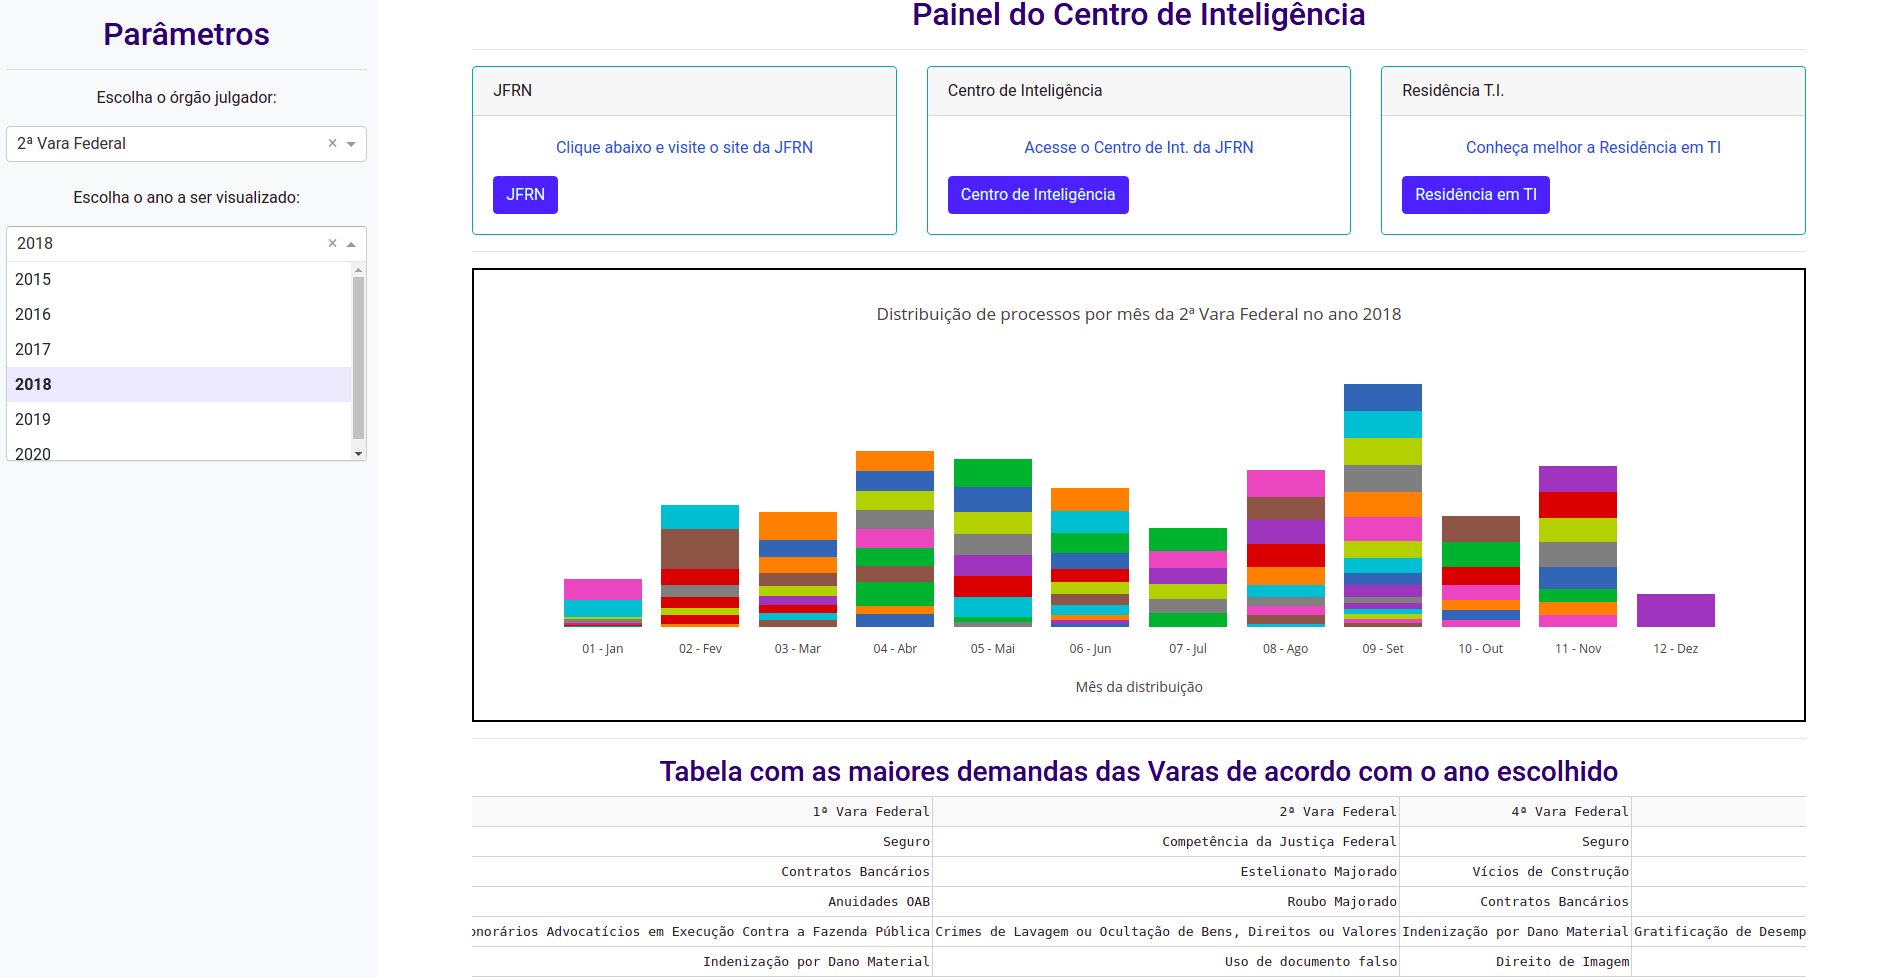 Parâmetros
Escolha o órgão julgador:
2ª Vara Federal
Escolha o ano a ser visualizado:
2018
2015
2016
2017
2018
2019
2020
Painel do Centro de Inteligência
JFRN
Clique abaixo e visite o site da JFRN
JFRN
Centro de Inteligência
Acesse o Centro de Int. da JFRN
Centro de Inteligência
Residência T.I.
Conheça melhor a Residência em TI
Residência em TI
Distribuição de processos por mês da 2ª Vara Federal no ano 2018
01 - Jan 02 - Fev 03 - Mar 04 - Abr 05 - Mai 06 - Jun 07 - Jul 08 - Ago 09 - Set 10 - Out 11 - Nov 12 - Dez
Mês da distribuição
Tabela com as maiores demandas das Varas de acordo com o ano escolhido
1ª Vara Federal 2ª Vara Federal 4ª Vara Federal
Seguro Competência da Justiça Federal Seguro
Contratos Bancários Estelionato Majorado Vícios de Construção
Anuidades OAB Roubo Majorado Contratos Bancários
onorários Advocatícios em Execução Contra a Fazenda Pública Crimes de Lavagem ou Ocultação de Bens, Direitos ou Valores Indenização por Dano Material Gratificação de Desemp
Indenização por Dano Material Uso de documento falso Direito de Imagem